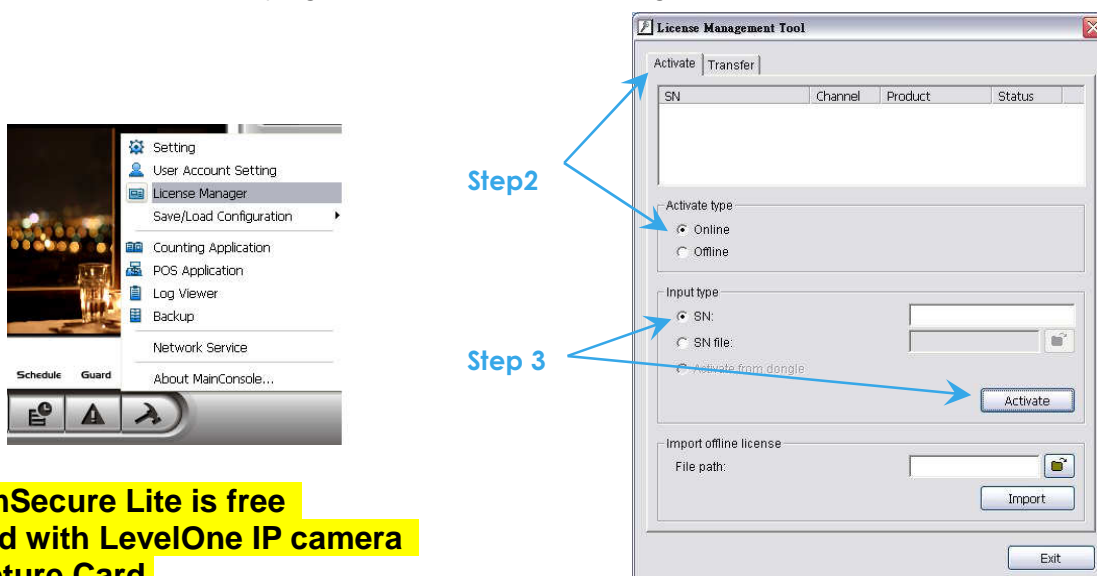 License Management Tool
Activate Transfer
SN Channel Product Status
Setting
User Account Setting
License Manager
Save/Load Configuration
Counting Application
POS Application
Log Viewer
Backup
Network Service
About MainConsole...
Schedule Guard
Step2
Activate type
Online
Offline
Input type
SN:
SN file:
Activate from dongle
Step 3
Activate
Import offline license
File path:
Import
Exit
Secure Lite is free
with LevelOne IP camera
Card